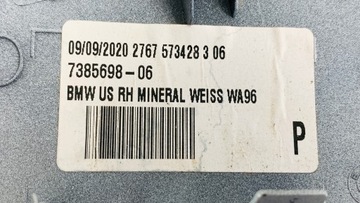 09/09/2020 2767 573428 3 06
7385698-06
BMW US RH MINERAL WEISS WA96
P